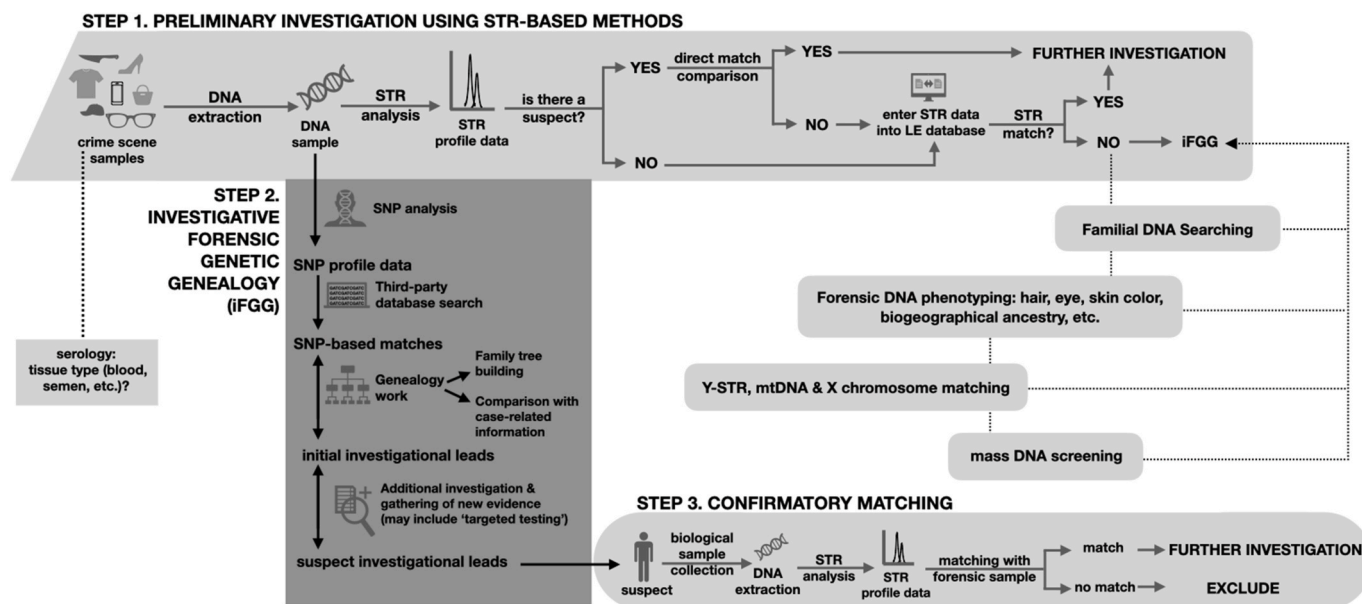 STEP 1. PRELIMINARY INVESTIGATION USING STR-BASED METHODS
crime scene
samples
DNA
extraction
DNA
sample
STR
analysis
STR
profile data
is there a
suspect?
YES
direct match
comparison
YES
FURTHER INVESTIGATION
NO
enter STR data
into LE database
STR
match?
YES
NO
iFGG
NO
Familial DNA Searching
Forensic DNA phenotyping: hair, eye, skin color,
biogeographical ancestry, etc.
Y-STR, mtDNA & X chromosome matching
mass DNA screening
serology:
tissue type (blood,
semen, etc.)?
STEP 2.
INVESTIGATIVE
FORENSIC
GENETIC
GENEALOGY
(iFGG)
SNP analysis
SNP profile data
GATCGATCGATC
GATCGATCGATC
GATCGATCGATC
GATCGATCGATC
Third-party
database search
SNP-based matches
Genealogy
work
Family tree
building
Comparison with
case-related
information
initial investigational leads
Additional investigation &
gathering of new evidence
(may include ‘targeted testing’)
suspect investigational leads
STEP 3. CONFIRMATORY MATCHING
suspect
biological
sample
collection
DNA
extraction
STR
analysis
STR
profile data
matching with
forensic sample
match
FURTHER INVESTIGATION
no match
EXCLUDE